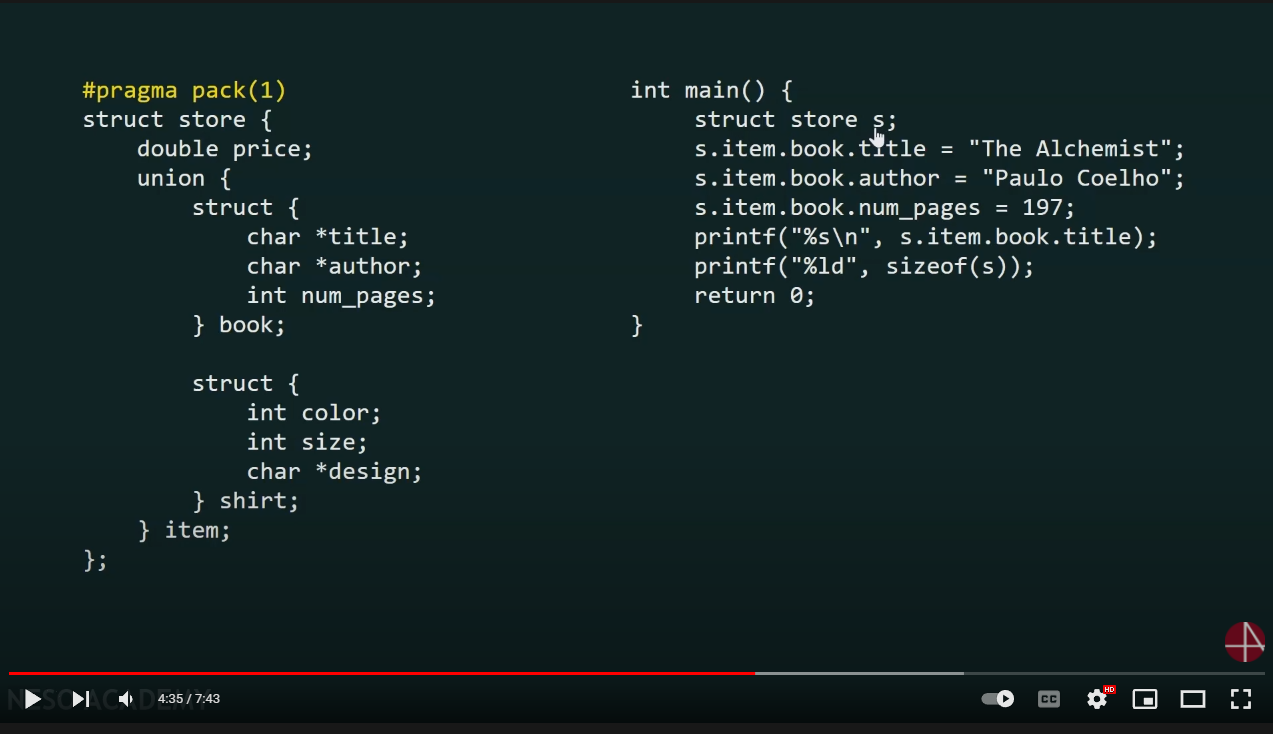 #pragma pack(1)
struct store {
    double price;
    union {
        struct {
            char *title;
            char *author;
            int num_pages;
        } book;

        struct {
            int color;
            int size;
            char *design;
        } shirt;
    } item;
};
int main() {
    struct store s;
    s.item.book.title = "The Alchemist";
    s.item.book.author = "Paulo Coelho";
    s.item.book.num_pages = 197;
    printf("%s\n", s.item.book.title);
    printf("%ld", sizeof(s));
    return 0;
}
NESO ACADEMY
4:35 / 7:43
CC
HD